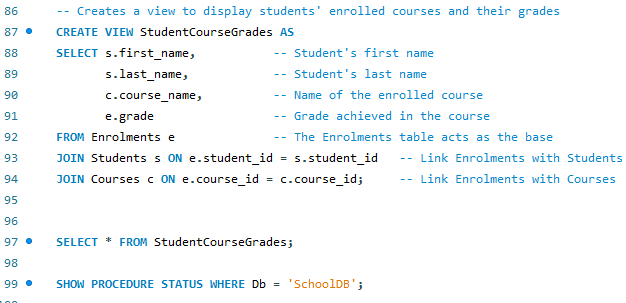 86 -- Creates a view to display students' enrolled courses and their grades
87 CREATE VIEW StudentCourseGrades AS
88 SELECT s.first_name, -- Student's first name
89 s.last_name, -- Student's last name
90 c.course_name, -- Name of the enrolled course
91 e.grade -- Grade achieved in the course
92 FROM Enrolments e -- The Enrolments table acts as the base
93 JOIN Students s ON e.student_id = s.student_id -- Link Enrolments with Students
94 JOIN Courses c ON e.course_id = c.course_id; -- Link Enrolments with Courses
95
96
97 SELECT * FROM StudentCourseGrades;
98
99 SHOW PROCEDURE STATUS WHERE Db = 'SchoolDB';